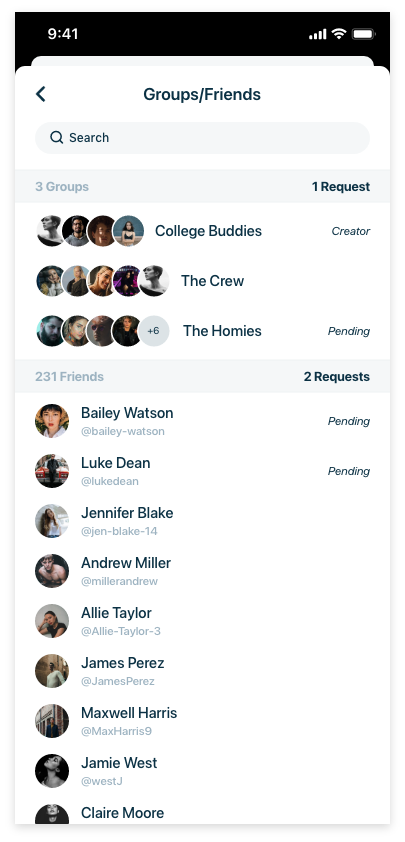 9:41
Groups/Friends
Search
3 Groups 1 Request
College Buddies Creator
The Crew
+6 The Homies Pending
231 Friends 2 Requests
Bailey Watson
@bailey-watson Pending
Luke Dean
@lukedean Pending
Jennifer Blake
@jen-blake-14
Andrew Miller
@millerandrew
Allie Taylor
@Allie-Taylor-3
James Perez
@JamesPerez
Maxwell Harris
@MaxHarris9
Jamie West
@westJ
Claire Moore